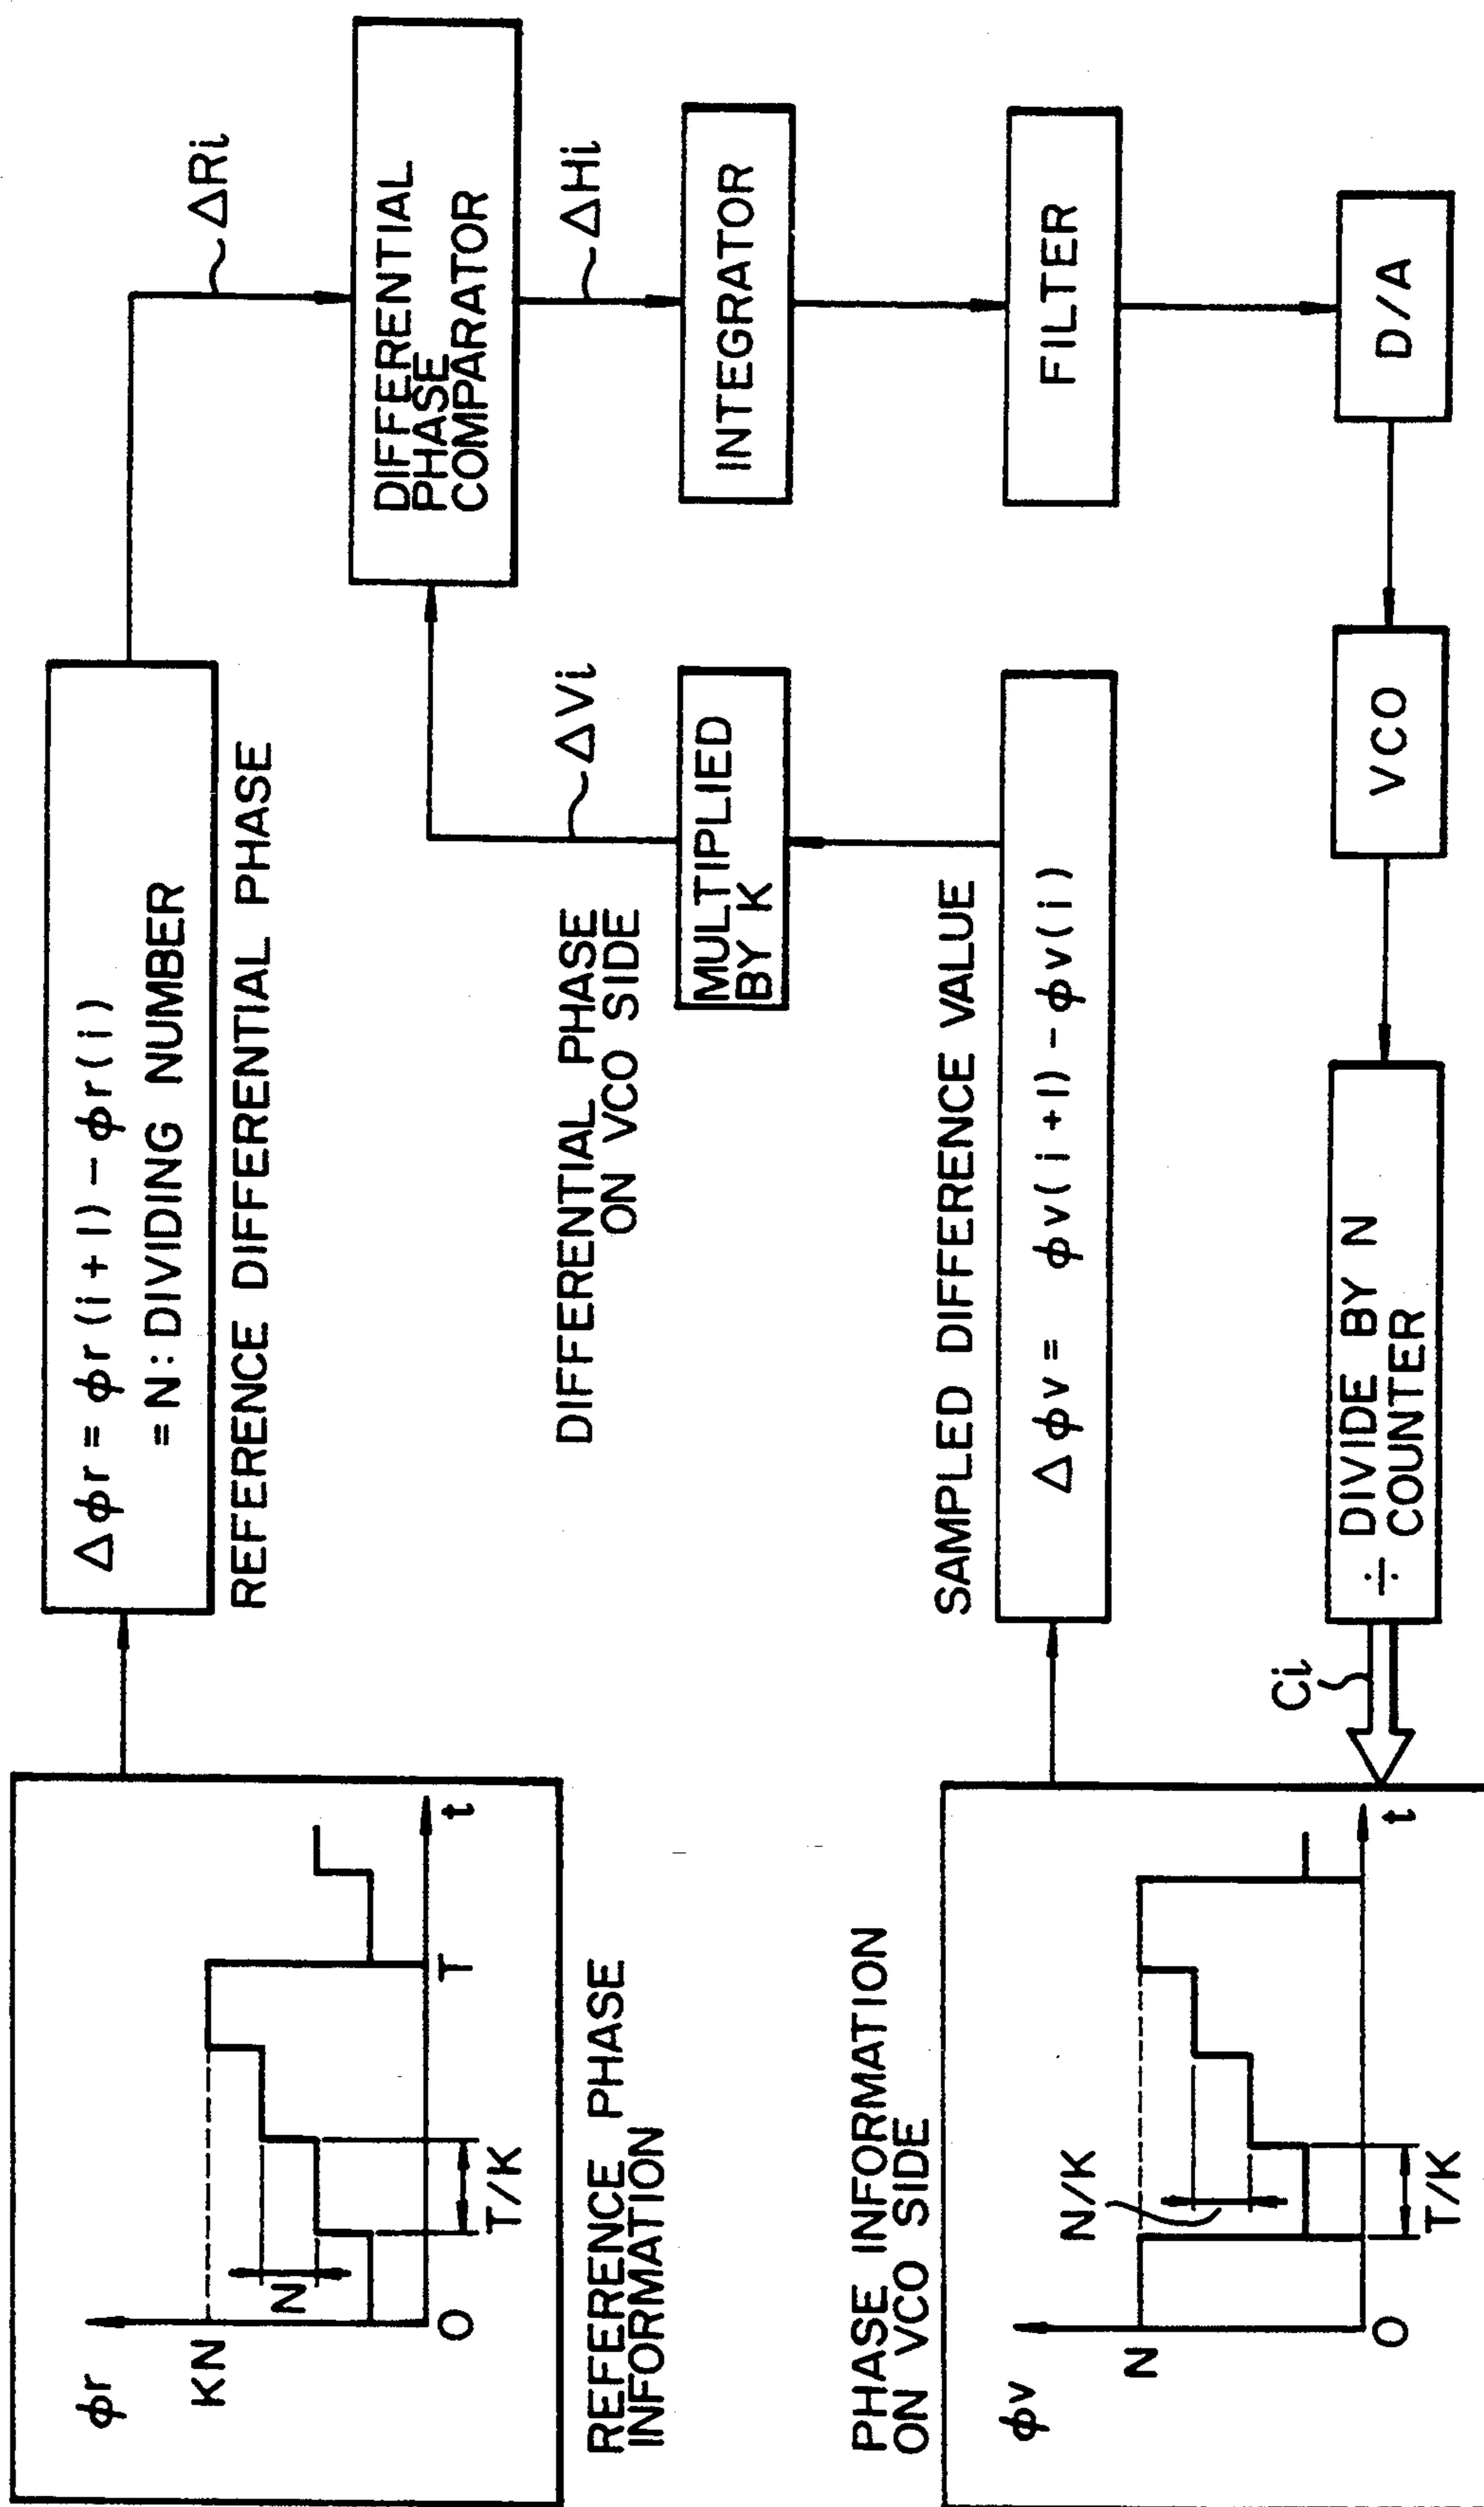 ϕr
KN
N
O
T/K
T
t
REFERENCE PHASE
INFORMATION
Δϕr = ϕr (i + 1) − ϕr (i)
= N: DIVIDING NUMBER
REFERENCE DIFFERENTIAL PHASE
ΔRi
DIFFERENTIAL
PHASE
COMPARATOR
DIFFERENTIAL PHASE
ON VCO SIDE
ΔVi
ΔHi
MULTIPLIED
BY K
INTEGRATOR
PHASE INFORMATION
ON VCO SIDE
ϕv
N
N/K
O
T/K
t
SAMPLED DIFFERENCE VALUE
Δϕv = ϕv (i + 1) − ϕv (i)
FILTER
Ci
÷ DIVIDE BY N
COUNTER
VCO
D/A